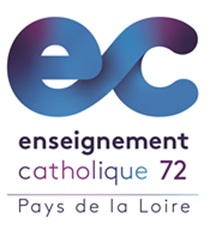 ec
enseignement
catholique 72
Pays de la Loire